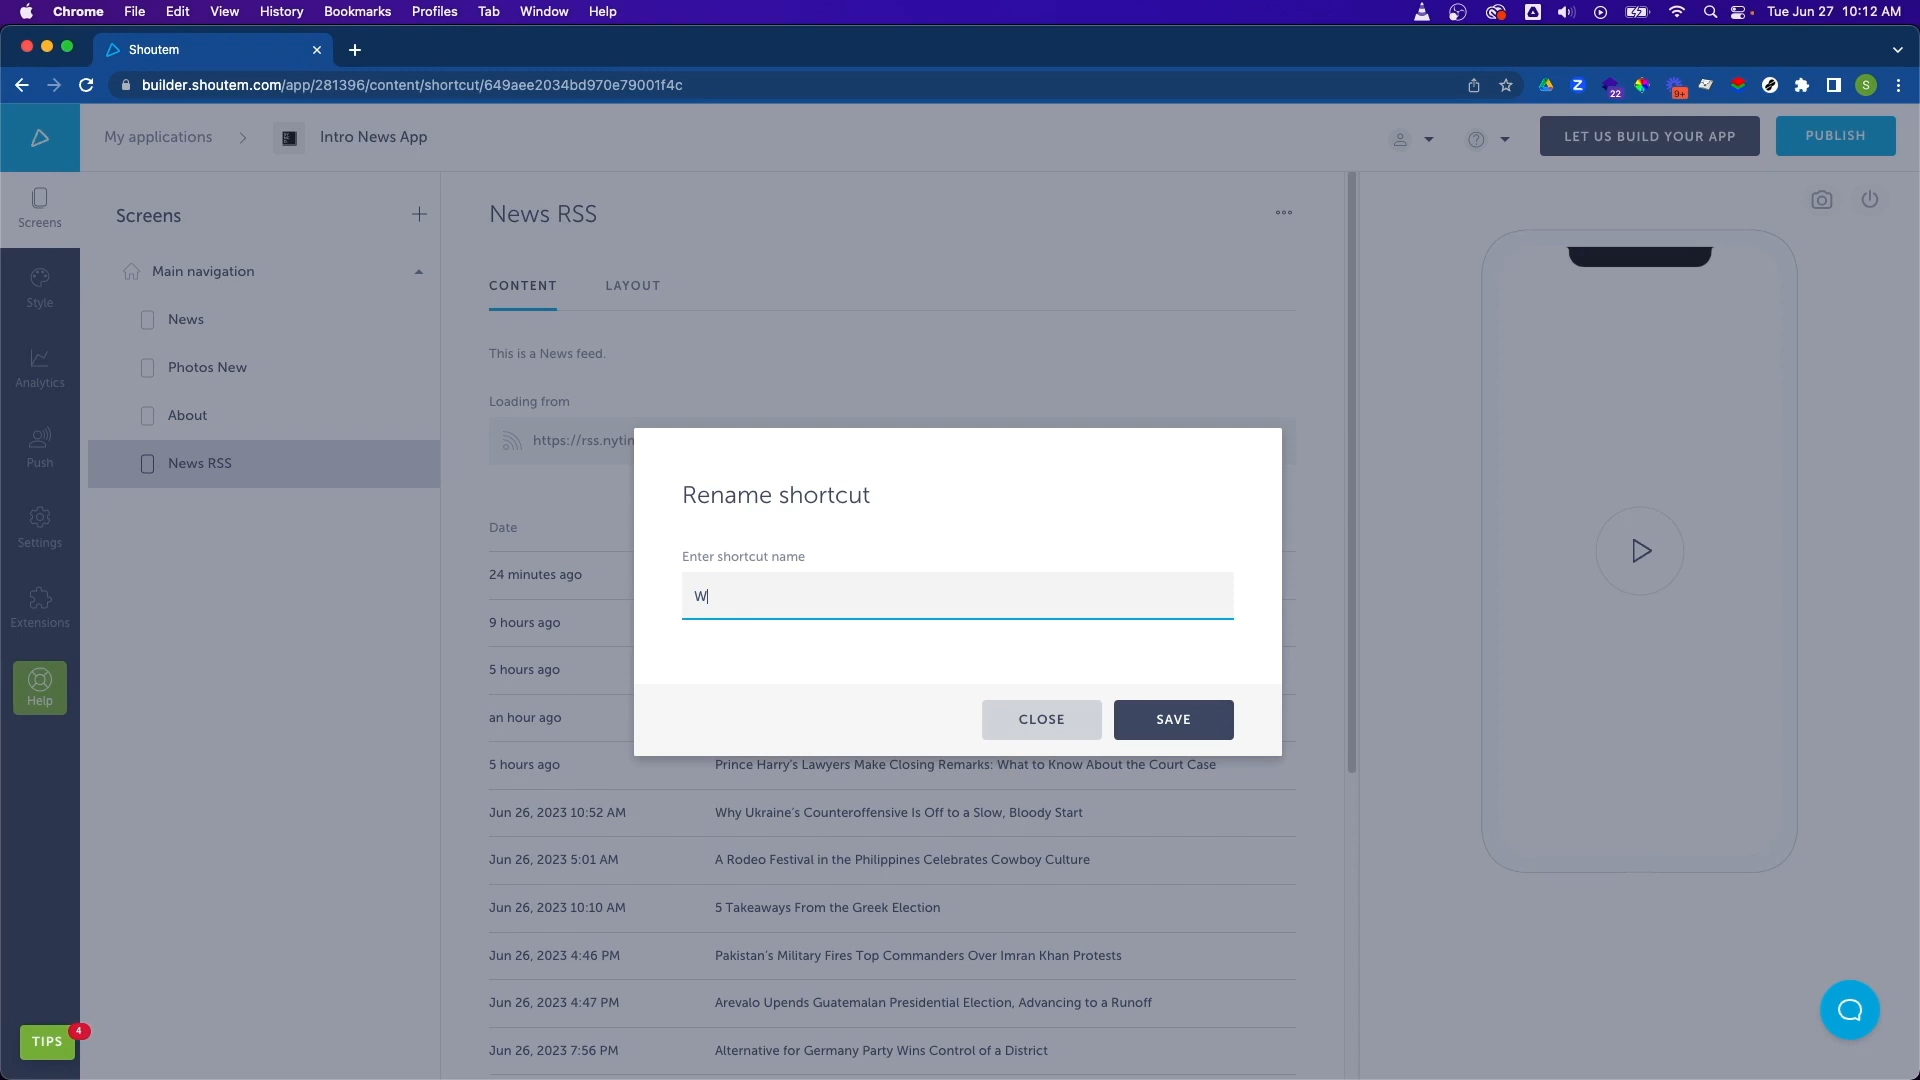 Chrome File Edit View History Bookmarks Profiles Tab Window Help Tue Jun 27 10:12 AM
Shoutem
builder.shoutem.com/app/281396/content/shortcut/649aee2034bd970e79001f4c
22
9+
S
My applications
Intro News App
LET US BUILD YOUR APP
PUBLISH
Screens
Style
Analytics
Push
Settings
Extensions
Help
TIPS
4
Screens
Main navigation
News
Photos New
About
News RSS
News RSS
CONTENT LAYOUT
This is a News feed.
Loading from
https://rss.nytin
Date
24 minutes ago
9 hours ago
5 hours ago
an hour ago
5 hours ago Prince Harry's Lawyers Make Closing Remarks: What to Know About the Court Case
Jun 26, 2023 10:52 AM Why Ukraine's Counteroffensive Is Off to a Slow, Bloody Start
Jun 26, 2023 5:01 AM A Rodeo Festival in the Philippines Celebrates Cowboy Culture
Jun 26, 2023 10:10 AM 5 Takeaways From the Greek Election
Jun 26, 2023 4:46 PM Pakistan's Military Fires Top Commanders Over Imran Khan Protests
Jun 26, 2023 4:47 PM Arevalo Upends Guatemalan Presidential Election, Advancing to a Runoff
Jun 26, 2023 7:56 PM Alternative for Germany Party Wins Control of a District
Rename shortcut
Enter shortcut name
W
CLOSE
SAVE